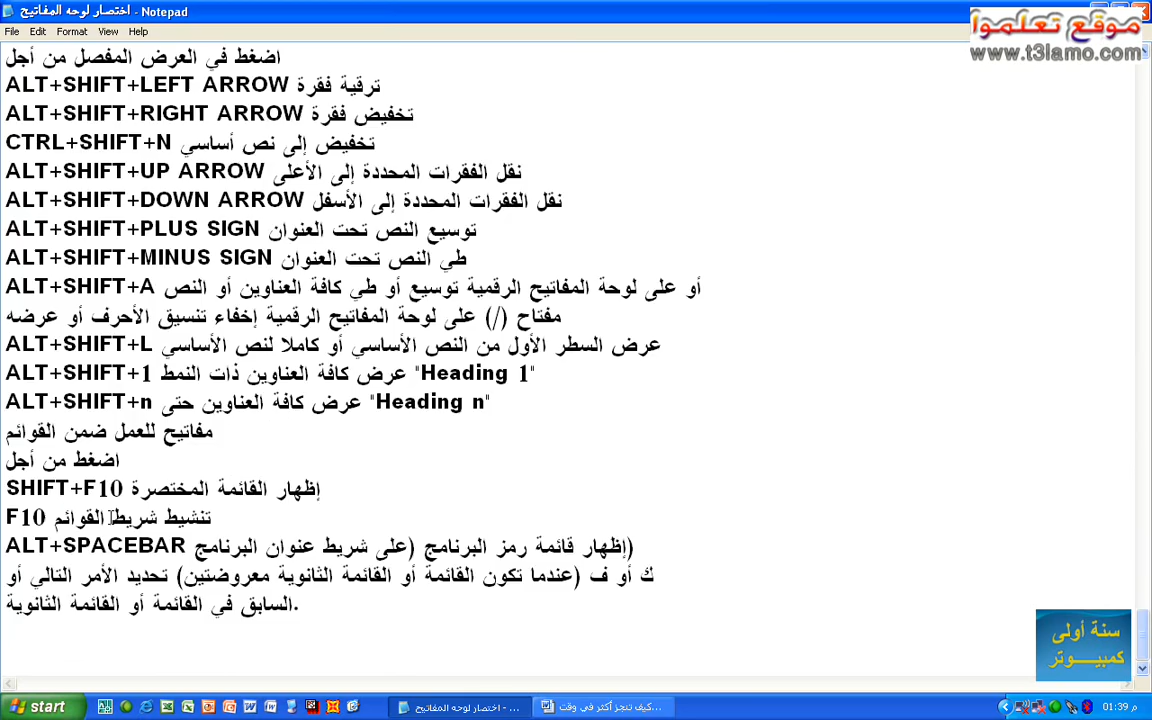 اختصار لوحه المفاتيح - Notepad
File Edit Format View Help
موقع تعلموا
www.t3lamo.com
اضغط في العرض المفصل من أجل
ALT+SHIFT+LEFT ARROW ترقية فقرة
ALT+SHIFT+RIGHT ARROW تخفيض فقرة
CTRL+SHIFT+N تخفيض إلى نص أساسي
ALT+SHIFT+UP ARROW نقل الفقرات المحددة إلى الأعلى
ALT+SHIFT+DOWN ARROW نقل الفقرات المحددة إلى الأسفل
ALT+SHIFT+PLUS SIGN توسيع النص تحت العنوان
ALT+SHIFT+MINUS SIGN طي النص تحت العنوان
ALT+SHIFT+A أو على لوحة المفاتيح الرقمية توسيع أو طي كافة العناوين أو النص
مفتاح (/) على لوحة المفاتيح الرقمية إخفاء تنسيق الأحرف أو عرضه
ALT+SHIFT+L عرض السطر الأول من النص الأساسي أو كاملا لنص الأساسي
ALT+SHIFT+1 عرض كافة العناوين ذات النمط "Heading 1"
ALT+SHIFT+n عرض كافة العناوين حتى "Heading n"
مفاتيح للعمل ضمن القوائم
اضغط من أجل
SHIFT+F10 إظهار القائمة المختصرة
F10 تنشيط شريط القوائم
ALT+SPACEBAR إظهار قائمة رمز البرنامج (على شريط عنوان البرنامج)
ك أو ف (عندما تكون القائمة أو القائمة الثانوية معروضتين) تحديد الأمر التالي أو
السابق في القائمة أو القائمة الثانوية.
سنة أولى
كمبيـــوتر
start
اختصار لوحه المفاتيح - ...
كيف تنجز أكثر في وقت...
01:39 م